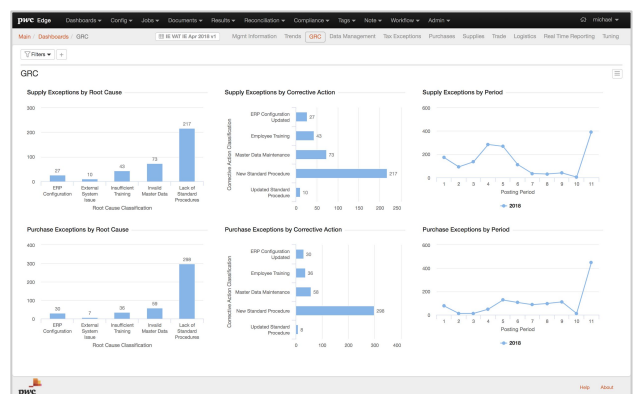 pwc Edge Dashboards Config Jobs Documents Results Reconciliation Compliance Tags Note Workflow Admin michael
Main / Dashboards / GRC IE VAT IE Apr 2018 v1 Mgmt Information Trends GRC Data Management Tax Exceptions Purchases Supplies Trade Logistics Real Time Reporting Tuning
Filters +
GRC
Supply Exceptions by Root Cause
300
200
100
0
27
10
43
73
217
ERP Configuration
External System Issue
Insufficient Training
Invalid Master Data
Lack of Standard Procedures
Root Cause Classification
Supply Exceptions by Corrective Action
Corrective Action Classification
ERP Configuration Updated 27
Employee Training 43
Master Data Maintenance 73
New Standard Procedure 217
Updated Standard Procedure 10
0 50 100 150 200 250
Supply Exceptions by Period
600
400
200
0
1 2 3 4 5 6 7 8 9 10 11
Posting Period
2018
Purchase Exceptions by Root Cause
400
300
200
100
0
30
7
36
58
298
ERP Configuration
External System Issue
Insufficient Training
Invalid Master Data
Lack of Standard Procedures
Root Cause Classification
Purchase Exceptions by Corrective Action
Corrective Action Classification
ERP Configuration Updated 30
Employee Training 36
Master Data Maintenance 58
New Standard Procedure 298
Updated Standard Procedure 8
0 100 200 300 400
Purchase Exceptions by Period
600
400
200
0
1 2 3 4 5 6 7 8 9 10 11
Posting Period
2018
pwc
Help About